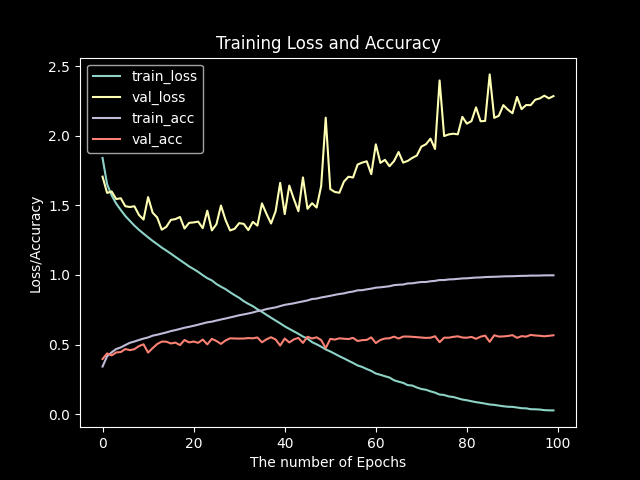 Training Loss and Accuracy
train_loss
val_loss
train_acc
val_acc
Loss/Accuracy
2.5
2.0
1.5
1.0
0.5
0.0
0 20 40 60 80 100
The number of Epochs